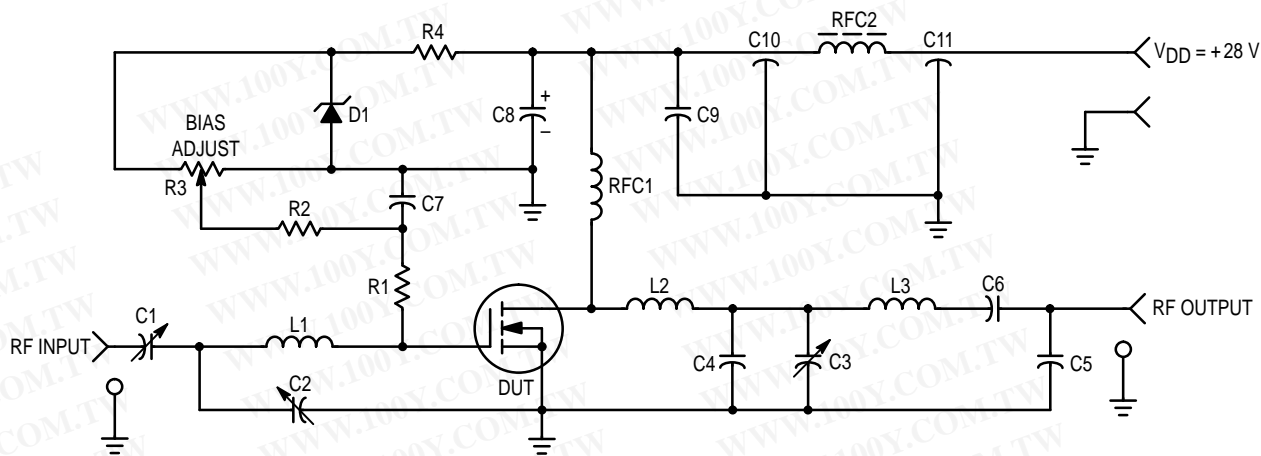 RFC2
R4
C10
C11
VDD = +28 V
D1
C8
+
–
C9
BIAS
ADJUST
R3
C7
RFC1
R2
R1
L2
L3
C6
C1
L1
RF OUTPUT
RF INPUT
C4
C3
C5
C2
DUT
WWW.100Y.COM.TW